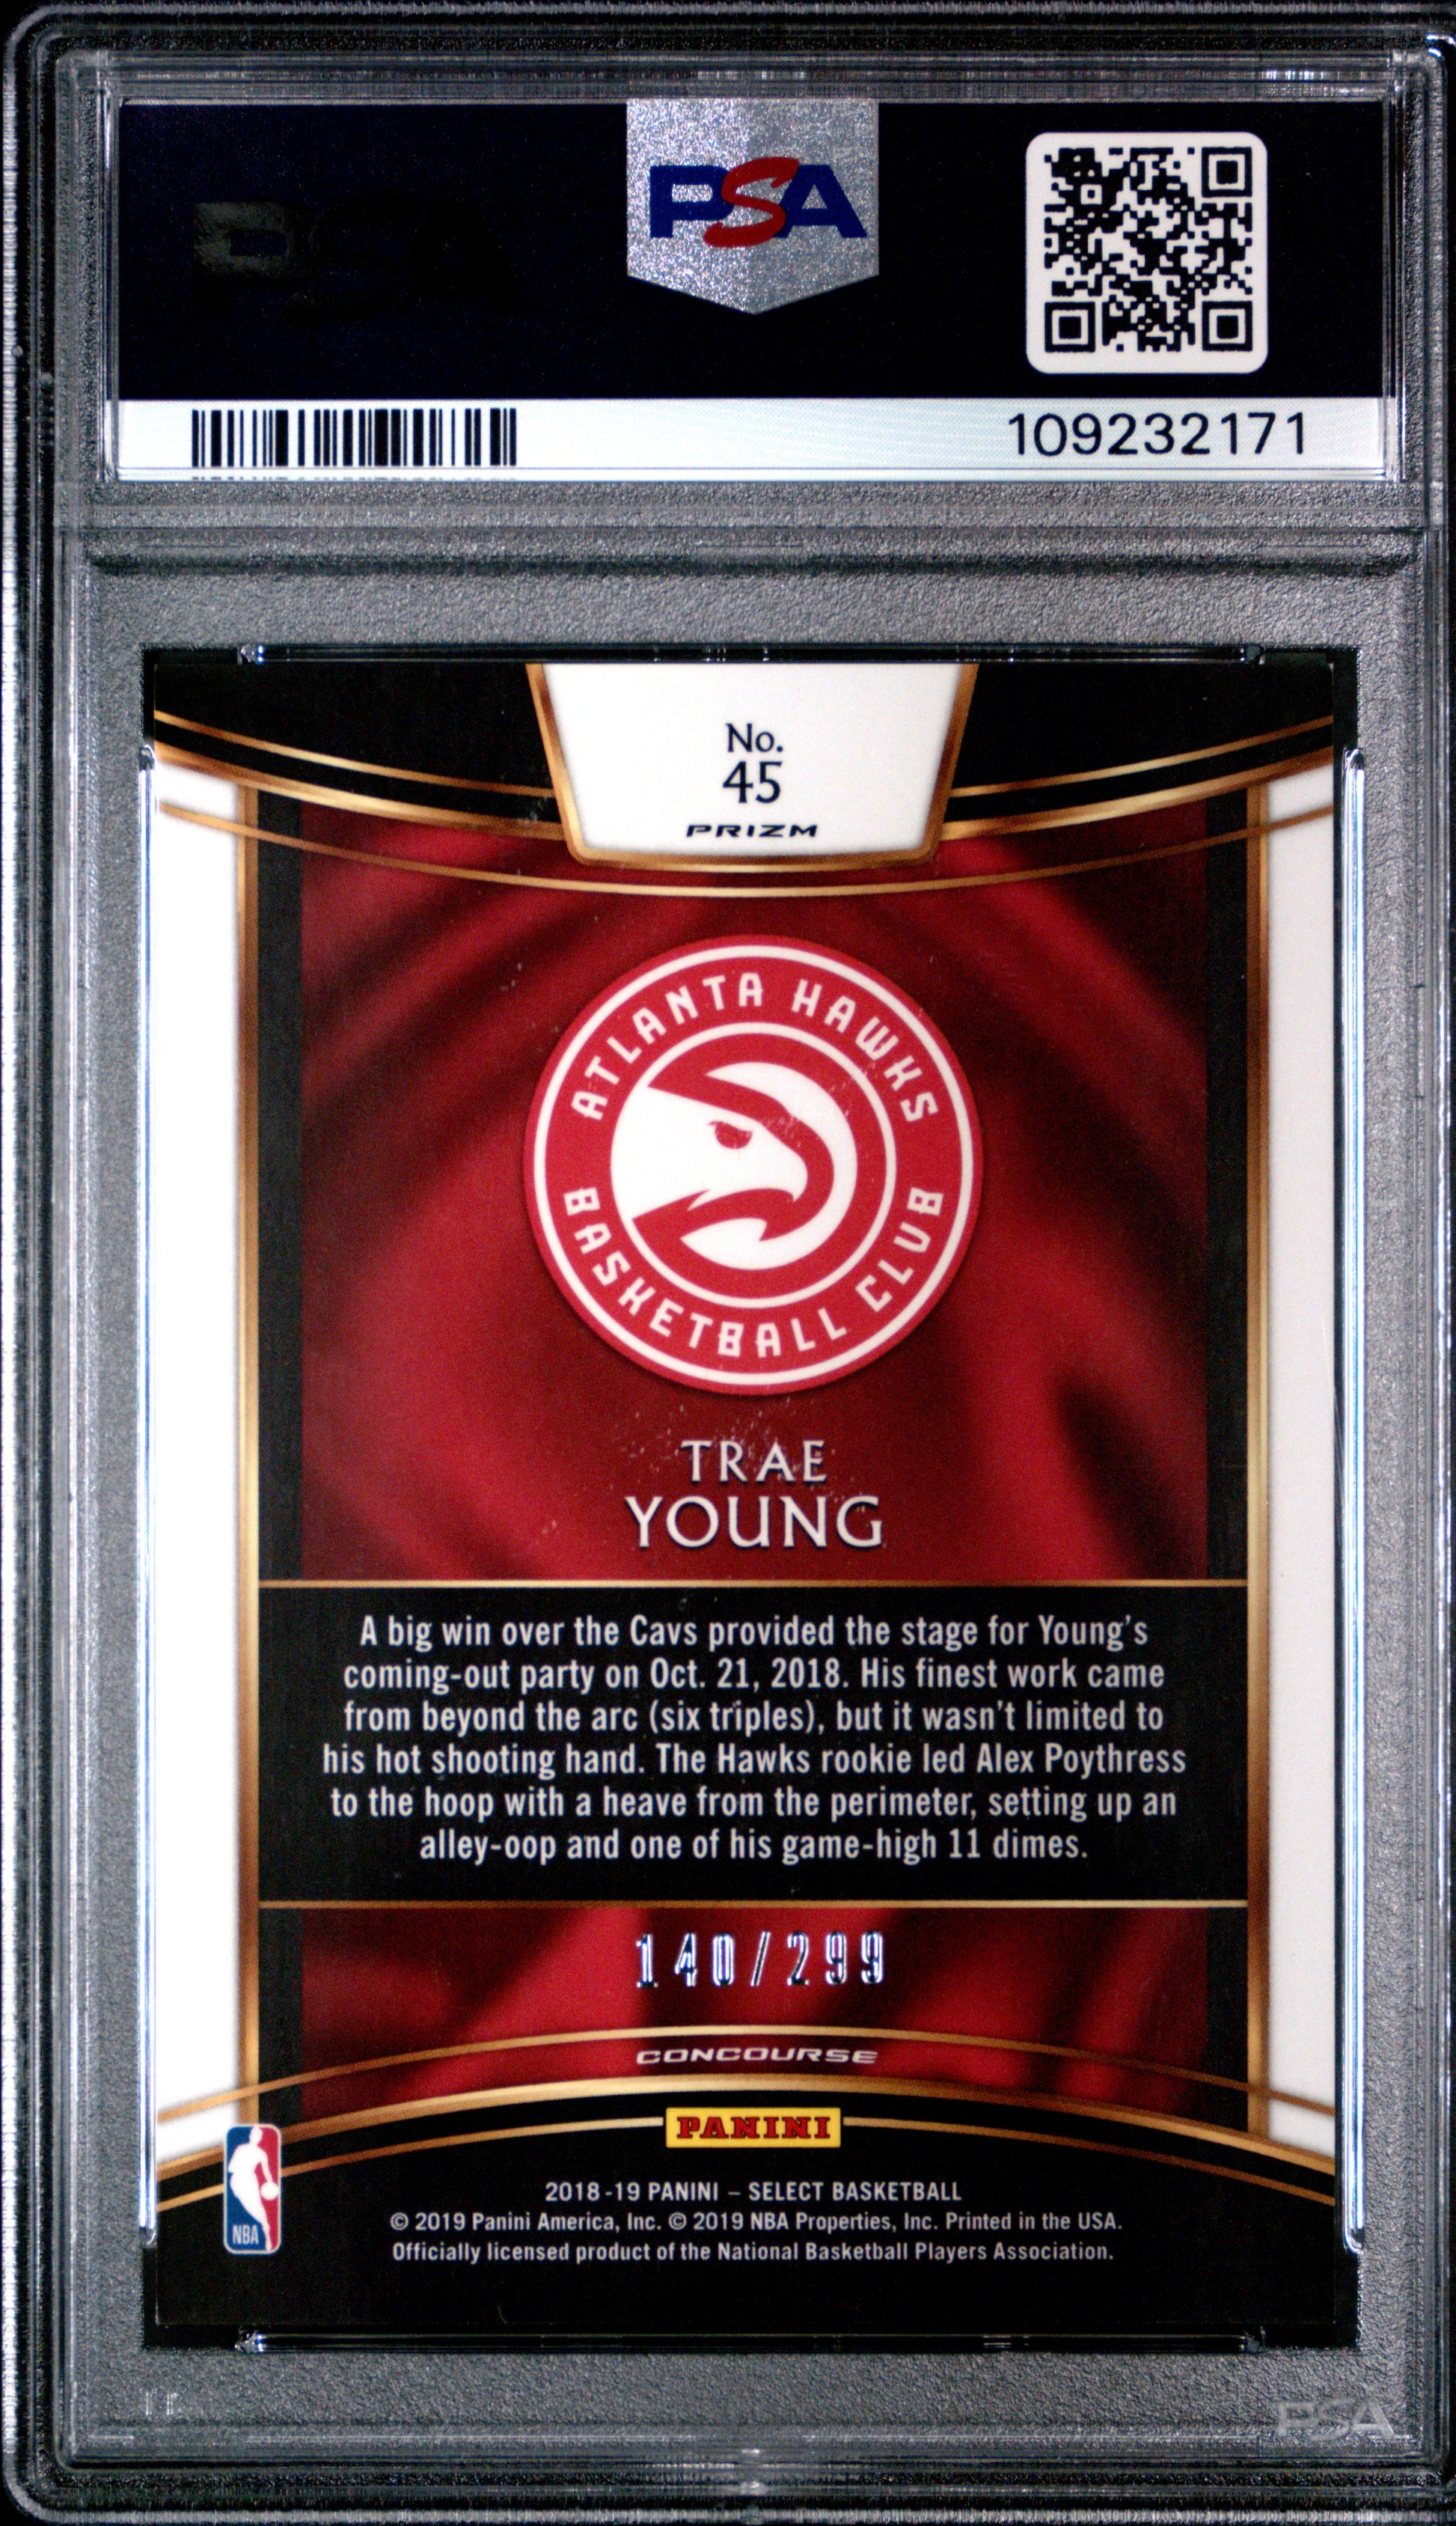 PSA
PSA
109232171
No.
45
PRIZM
ATLANTA HAWKS
BASKETBALL CLUB
TRAE
YOUNG
A big win over the Cavs provided the stage for Young's
coming-out party on Oct. 21, 2018. His finest work came
from beyond the arc (six triples), but it wasn't limited to
his hot shooting hand. The Hawks rookie led Alex Poythress
to the hoop with a heave from the perimeter, setting up an
alley-oop and one of his game-high 11 dimes.
140/299
CONCOURSE
PANINI
NBA
2018-19 PANINI – SELECT BASKETBALL
© 2019 Panini America, Inc. © 2019 NBA Properties, Inc. Printed in the USA.
Officially licensed product of the National Basketball Players Association.
PSA